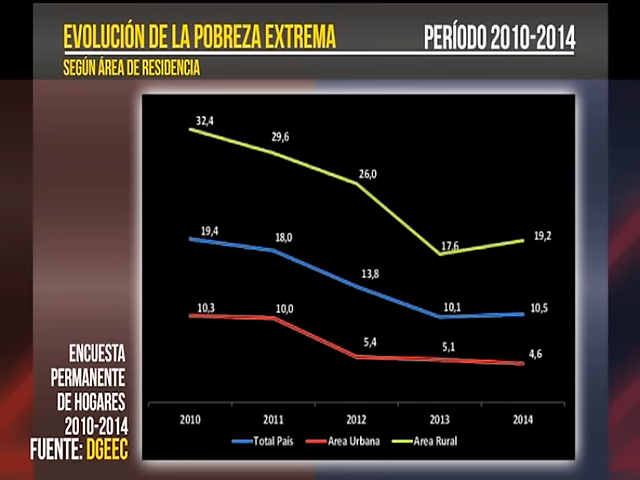 EVOLUCIÓN DE LA POBREZA EXTREMA
PERÍODO 2010-2014
SEGÚN ÁREA DE RESIDENCIA
32,4
29,6
26,0
17,6
19,2
19,4
18,0
13,8
10,1
10,5
10,3
10,0
5,4
5,1
4,6
2010 2011 2012 2013 2014
Total País Area Urbana Area Rural
ENCUESTA
PERMANENTE
DE HOGARES
2010-2014
FUENTE: DGEEC